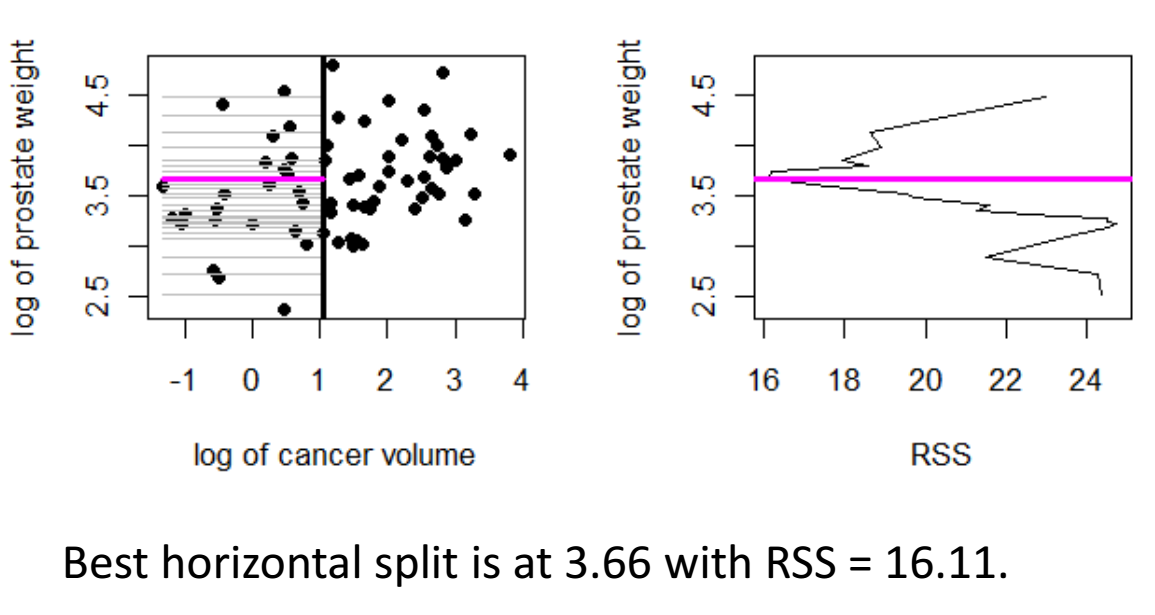 log of prostate weight
4.5
3.5
2.5
-1 0 1 2 3 4
log of cancer volume
log of prostate weight
4.5
3.5
2.5
16 18 20 22 24
RSS
Best horizontal split is at 3.66 with RSS = 16.11.